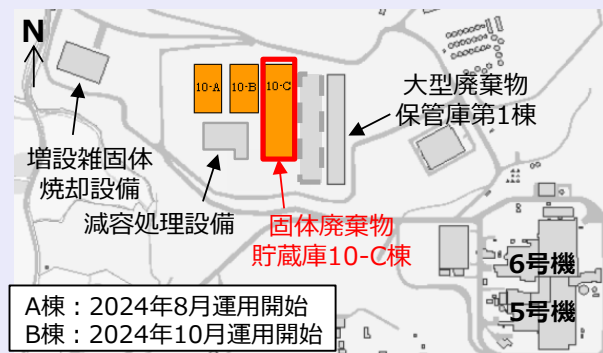 N
10-A
10-B
10-C
大型廃棄物
保管庫第1棟
増設雑固体
焼却設備
減容処理設備
固体廃棄物
貯蔵庫10-C棟
6号機
5号機
A棟：2024年8月運用開始
B棟：2024年10月運用開始